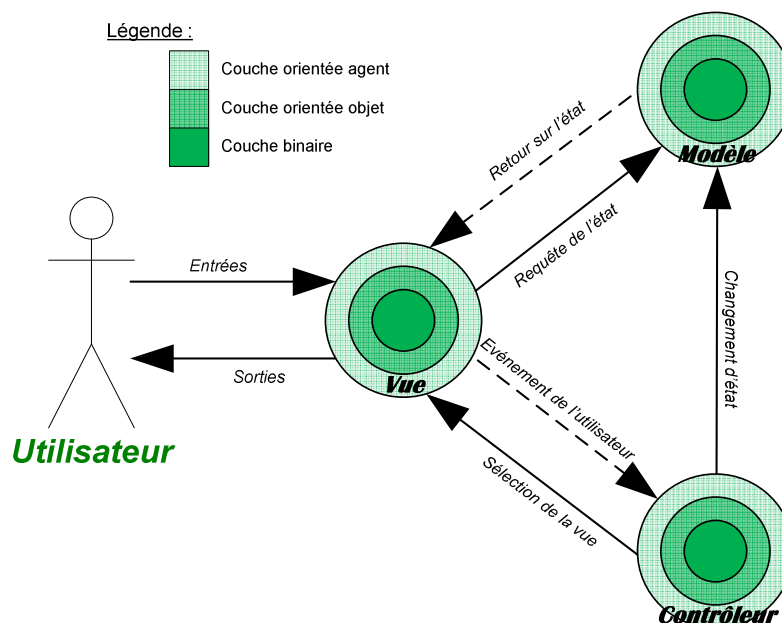 Légende :
Couche orientée agent
Couche orientée objet
Couche binaire
Modèle
Retour sur l'état
Requête de l'état
Entrées
Sorties
Vue
Changement d'état
Evénement de l'utilisateur
Sélection de la vue
Utilisateur
Contrôleur